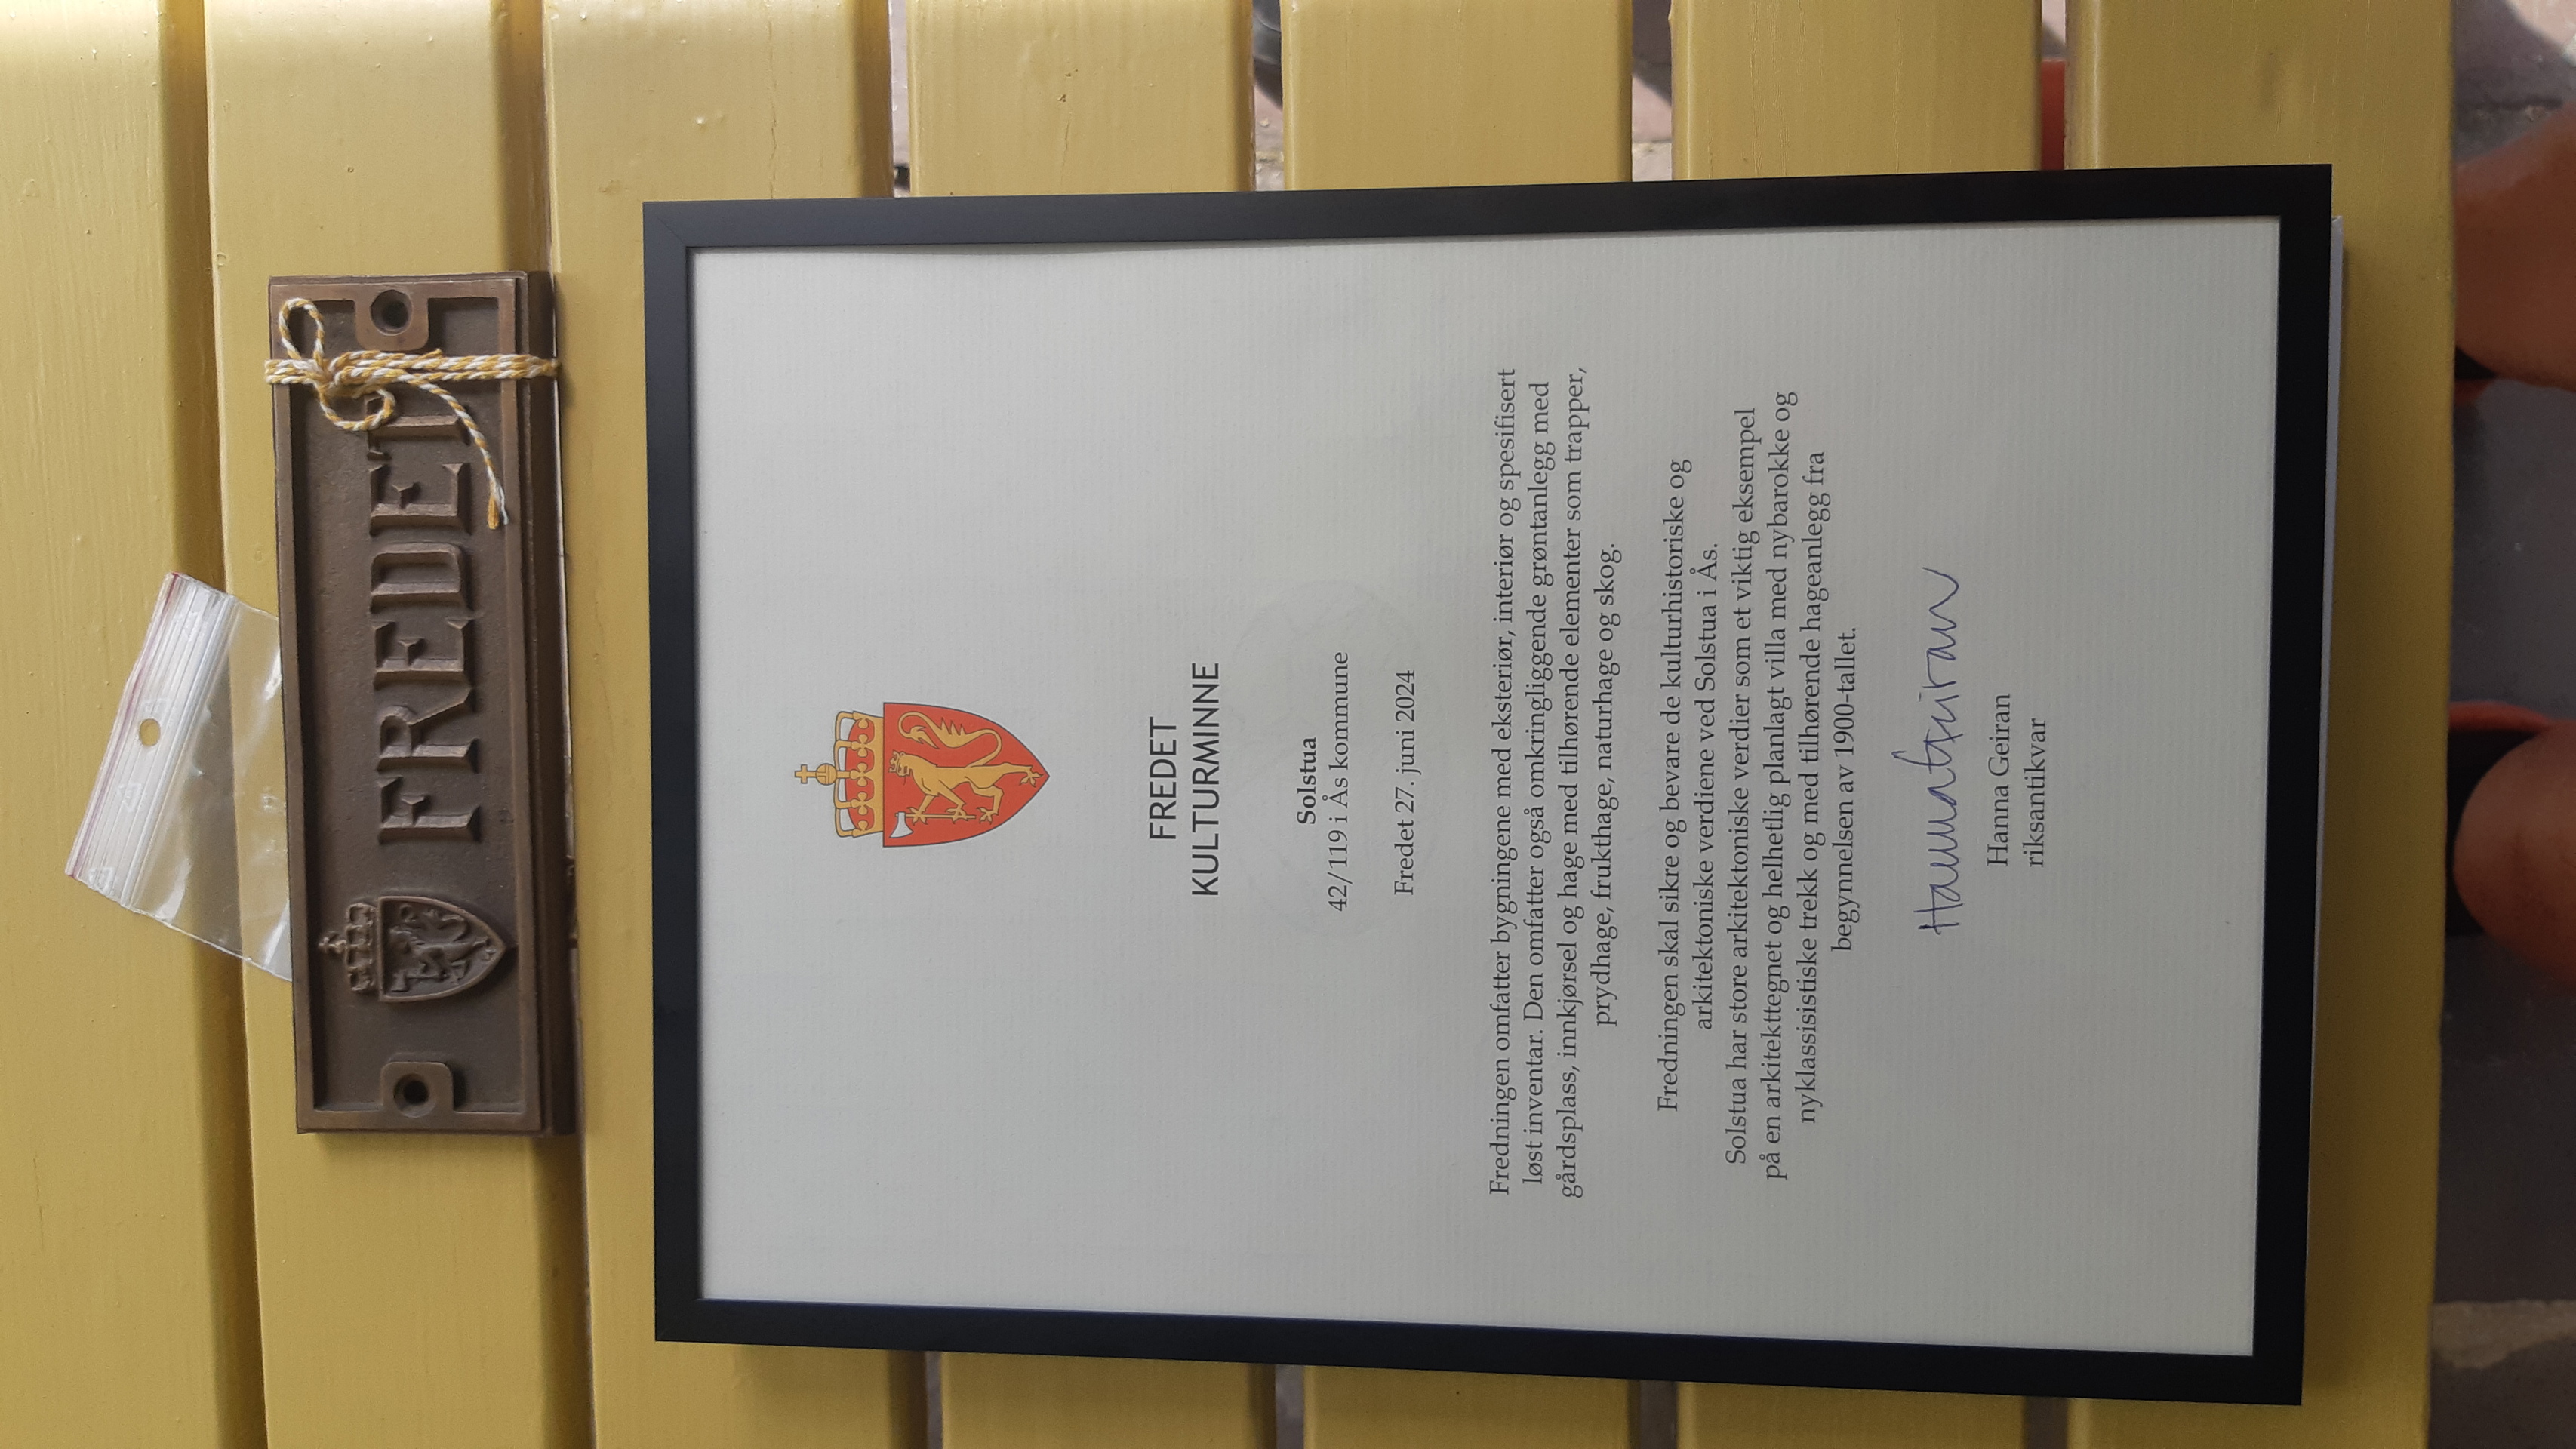 FREDET
FREDET
KULTURMINNE
Solstua
42/119 i Ås kommune
Fredet 27. juni 2024
Fredningen omfatter bygningene med eksteriør, interiør og spesifisert
løst inventar. Den omfatter også omkringliggende grøntanlegg med
gårdsplass, innkjørsel og hage med tilhørende elementer som trapper,
prydhage, frukthage, naturhage og skog.
Fredningen skal sikre og bevare de kulturhistoriske og
arkitektoniske verdiene ved Solstua i Ås.
Solstua har store arkitektoniske verdier som et viktig eksempel
på en arkitekttegnet og helhetlig planlagt villa med nybarokke og
nyklassisistiske trekk og med tilhørende hageanlegg fra
begynnelsen av 1900-tallet.
Hanna Geiran
Hanna Geiran
riksantikvar